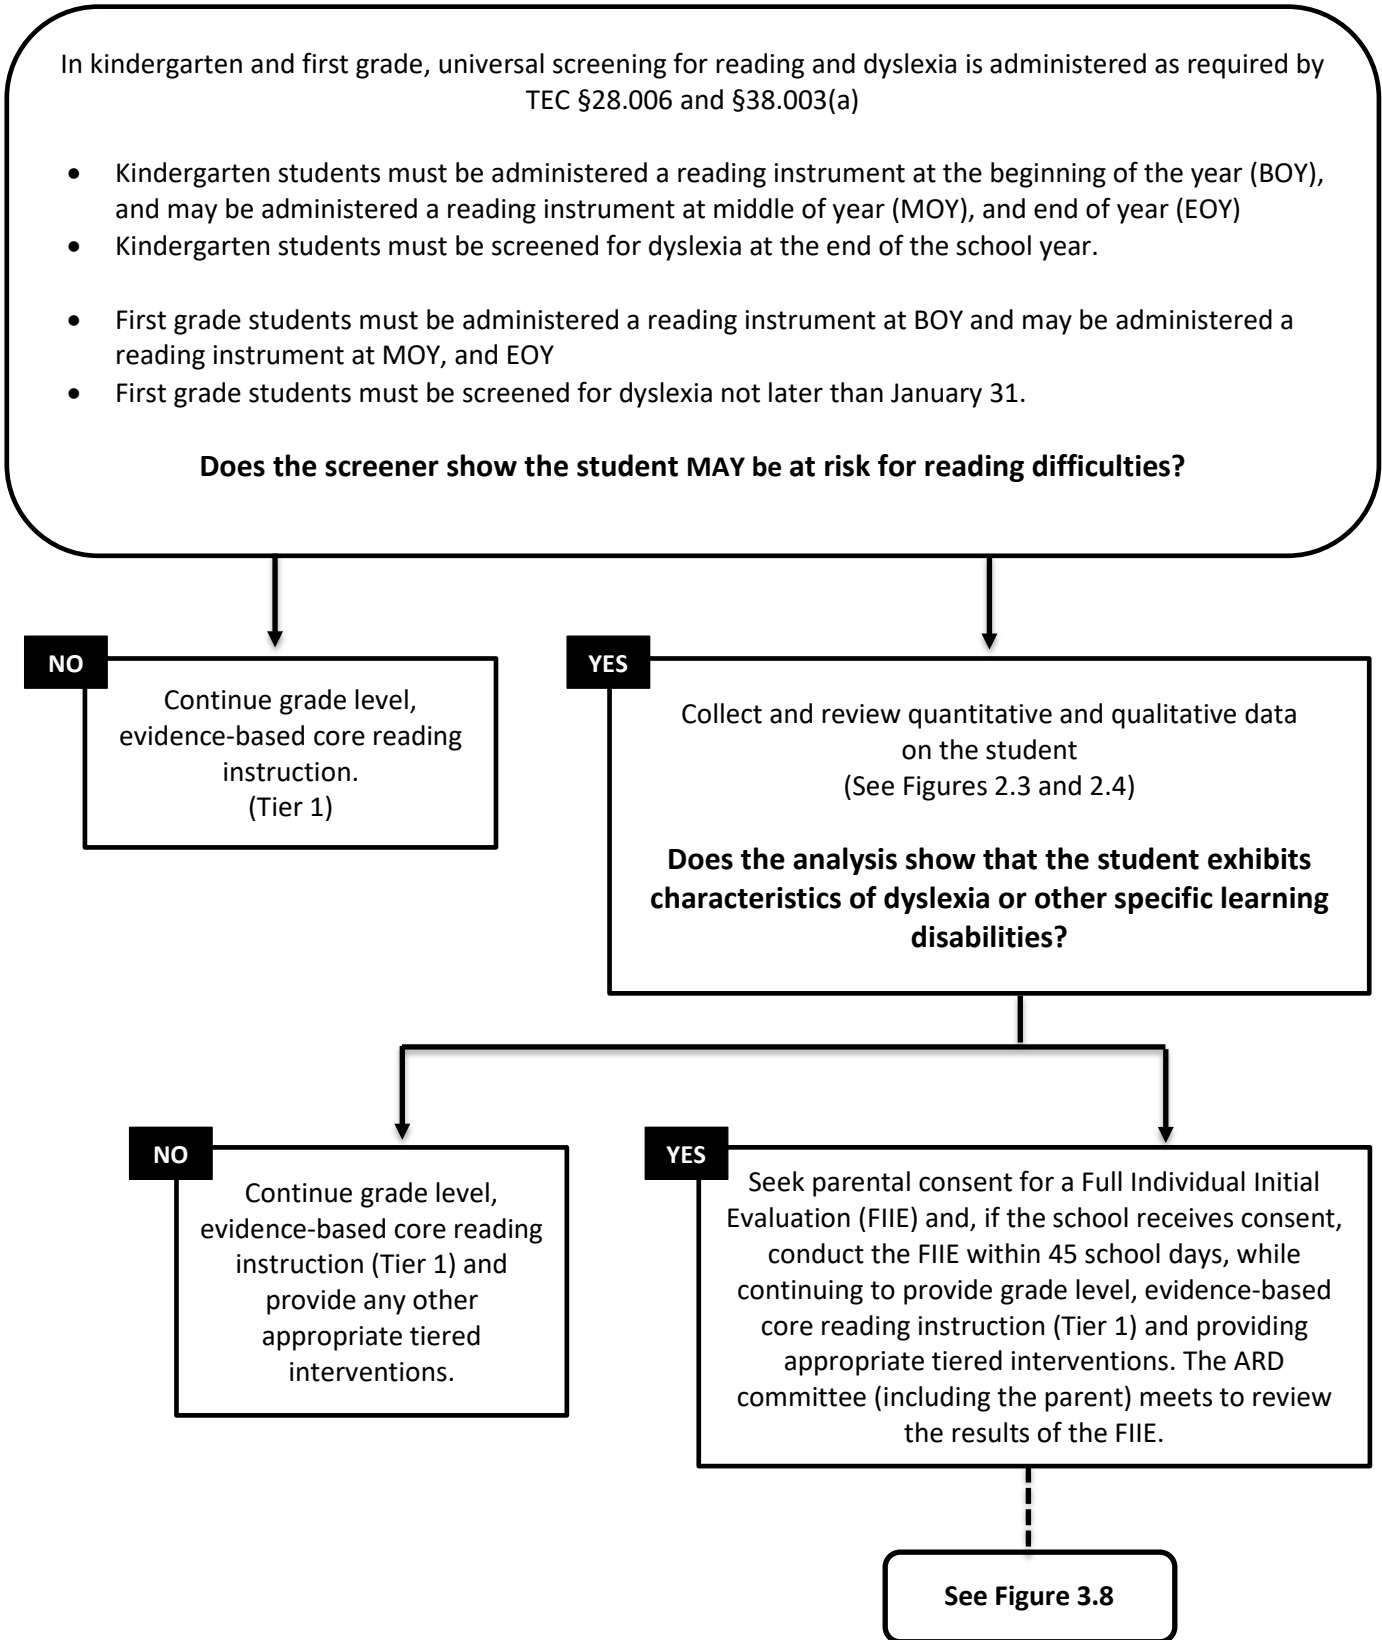 In kindergarten and first grade, universal screening for reading and dyslexia is administered as required by
TEC §28.006 and §38.003(a)
• Kindergarten students must be administered a reading instrument at the beginning of the year (BOY),
and may be administered a reading instrument at middle of year (MOY), and end of year (EOY)
• Kindergarten students must be screened for dyslexia at the end of the school year.
• First grade students must be administered a reading instrument at BOY and may be administered a
reading instrument at MOY, and EOY
• First grade students must be screened for dyslexia not later than January 31.
Does the screener show the student MAY be at risk for reading difficulties?
NO
Continue grade level,
evidence-based core reading
instruction.
(Tier 1)
YES
Collect and review quantitative and qualitative data
on the student
(See Figures 2.3 and 2.4)
Does the analysis show that the student exhibits
characteristics of dyslexia or other specific learning
disabilities?
NO
Continue grade level,
evidence-based core reading
instruction (Tier 1) and
provide any other
appropriate tiered
interventions.
YES
Seek parental consent for a Full Individual Initial
Evaluation (FIIE) and, if the school receives consent,
conduct the FIIE within 45 school days, while
continuing to provide grade level, evidence-based
core reading instruction (Tier 1) and providing
appropriate tiered interventions. The ARD
committee (including the parent) meets to review
the results of the FIIE.
See Figure 3.8